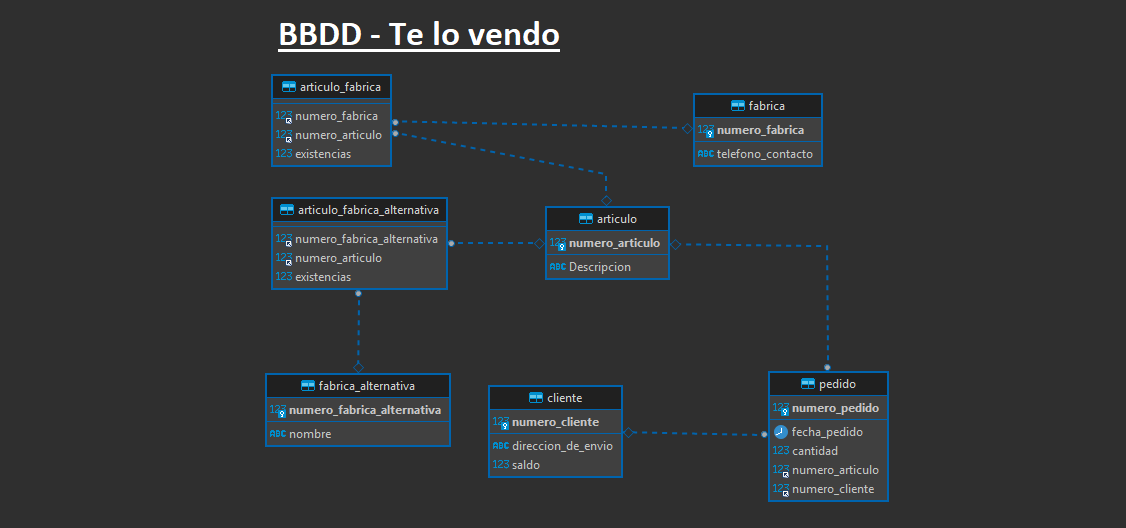 BBDD - Te lo vendo
articulo_fabrica
123 numero_fabrica
123 numero_articulo
123 existencias
fabrica
123 numero_fabrica
ABC telefono_contacto
articulo_fabrica_alternativa
123 numero_fabrica_alternativa
123 numero_articulo
123 existencias
articulo
123 numero_articulo
ABC Descripcion
fabrica_alternativa
123 numero_fabrica_alternativa
ABC nombre
cliente
123 numero_cliente
ABC direccion_de_envio
123 saldo
pedido
123 numero_pedido
fecha_pedido
123 cantidad
123 numero_articulo
123 numero_cliente